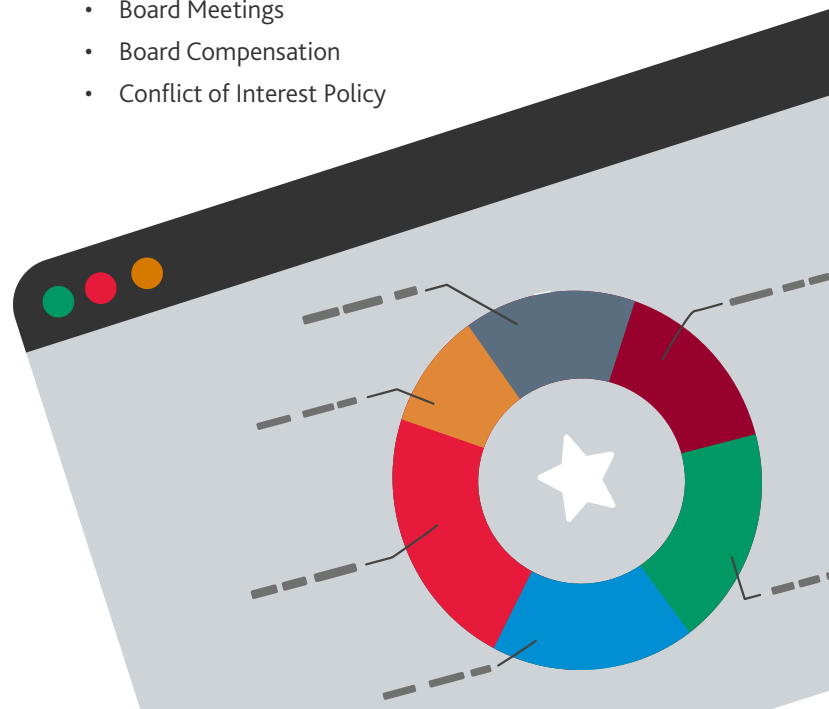 • Board Meetings
• Board Compensation
• Conflict of Interest Policy